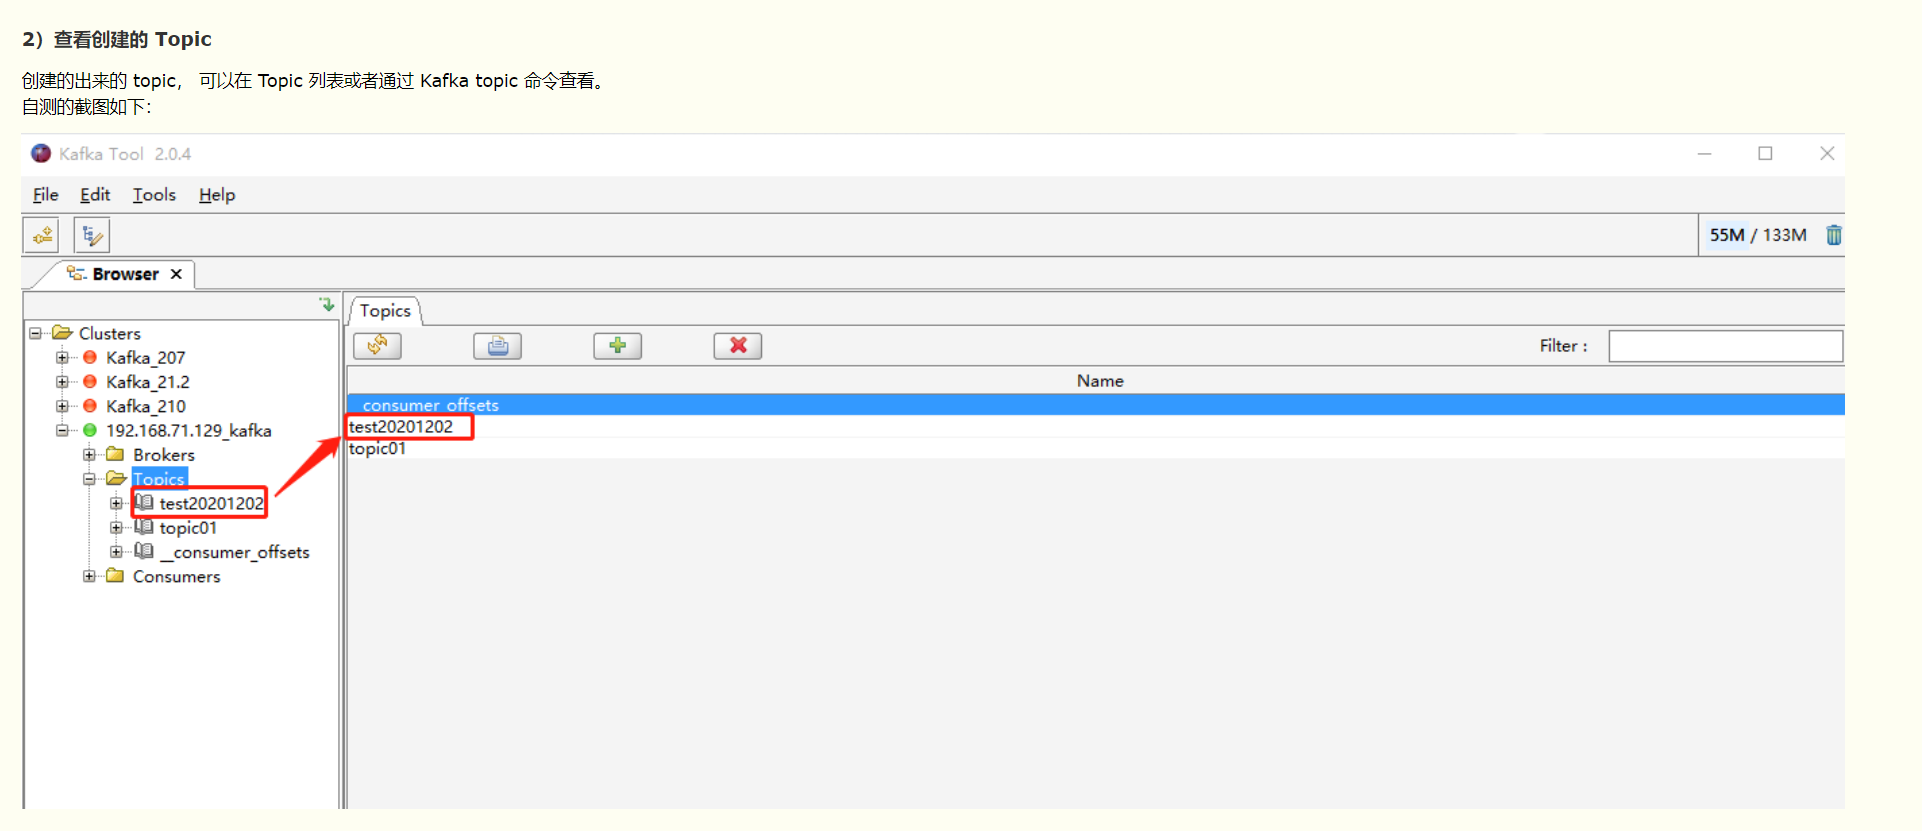 2）查看创建的 Topic
创建的出来的 topic， 可以在 Topic 列表或者通过 Kafka topic 命令查看。
自测的截图如下：
Kafka Tool 2.0.4
File Edit Tools Help
55M / 133M
Browser
Topics
Clusters
Kafka_207
Kafka_21.2
Kafka_210
192.168.71.129_kafka
Brokers
Topics
test20201202
topic01
__consumer_offsets
Consumers
Filter :
Name
__consumer_offsets
test20201202
topic01